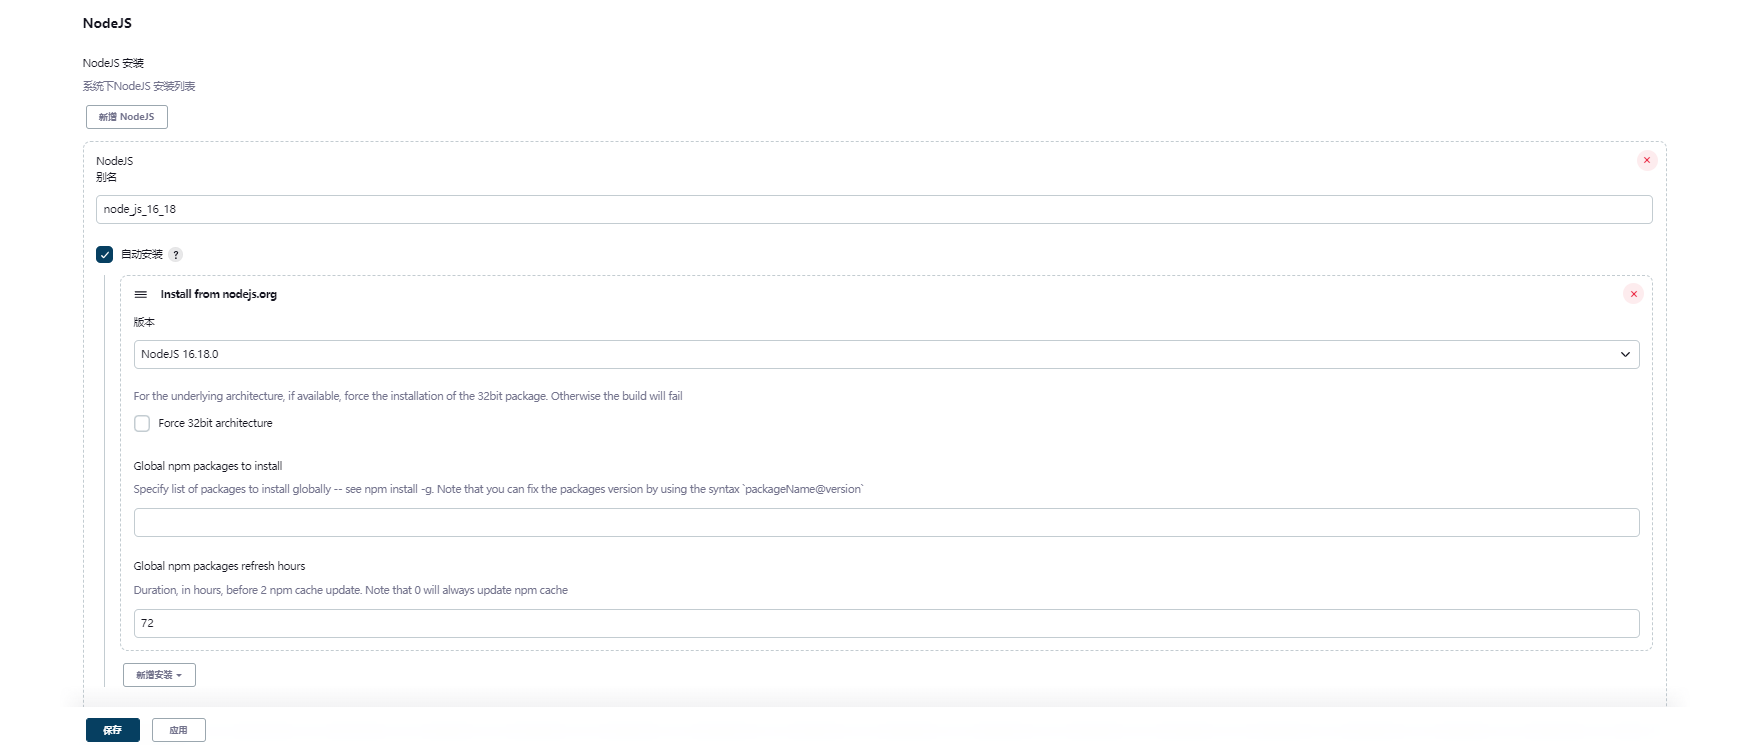 NodeJS
NodeJS 安装
系统下NodeJS 安装列表
新增 NodeJS
NodeJS
别名
node_js_16_18
自动安装 ?
Install from nodejs.org
版本
NodeJS 16.18.0
For the underlying architecture, if available, force the installation of the 32bit package. Otherwise the build will fail
Force 32bit architecture
Global npm packages to install
Specify list of packages to install globally -- see npm install -g. Note that you can fix the packages version by using the syntax `packageName@version`
Global npm packages refresh hours
Duration, in hours, before 2 npm cache update. Note that 0 will always update npm cache
72
新增安装
保存 应用